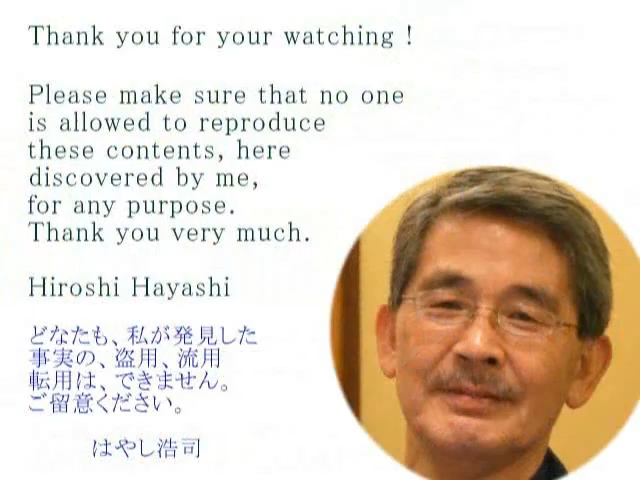 Thank you for your watching !
Please make sure that no one
is allowed to reproduce
these contents, here
discovered by me,
for any purpose.
Thank you very much.
Hiroshi Hayashi
どなたも、私が発見した
事実の、盗用、流用
転用は、できません。
ご留意ください。
はやし浩司